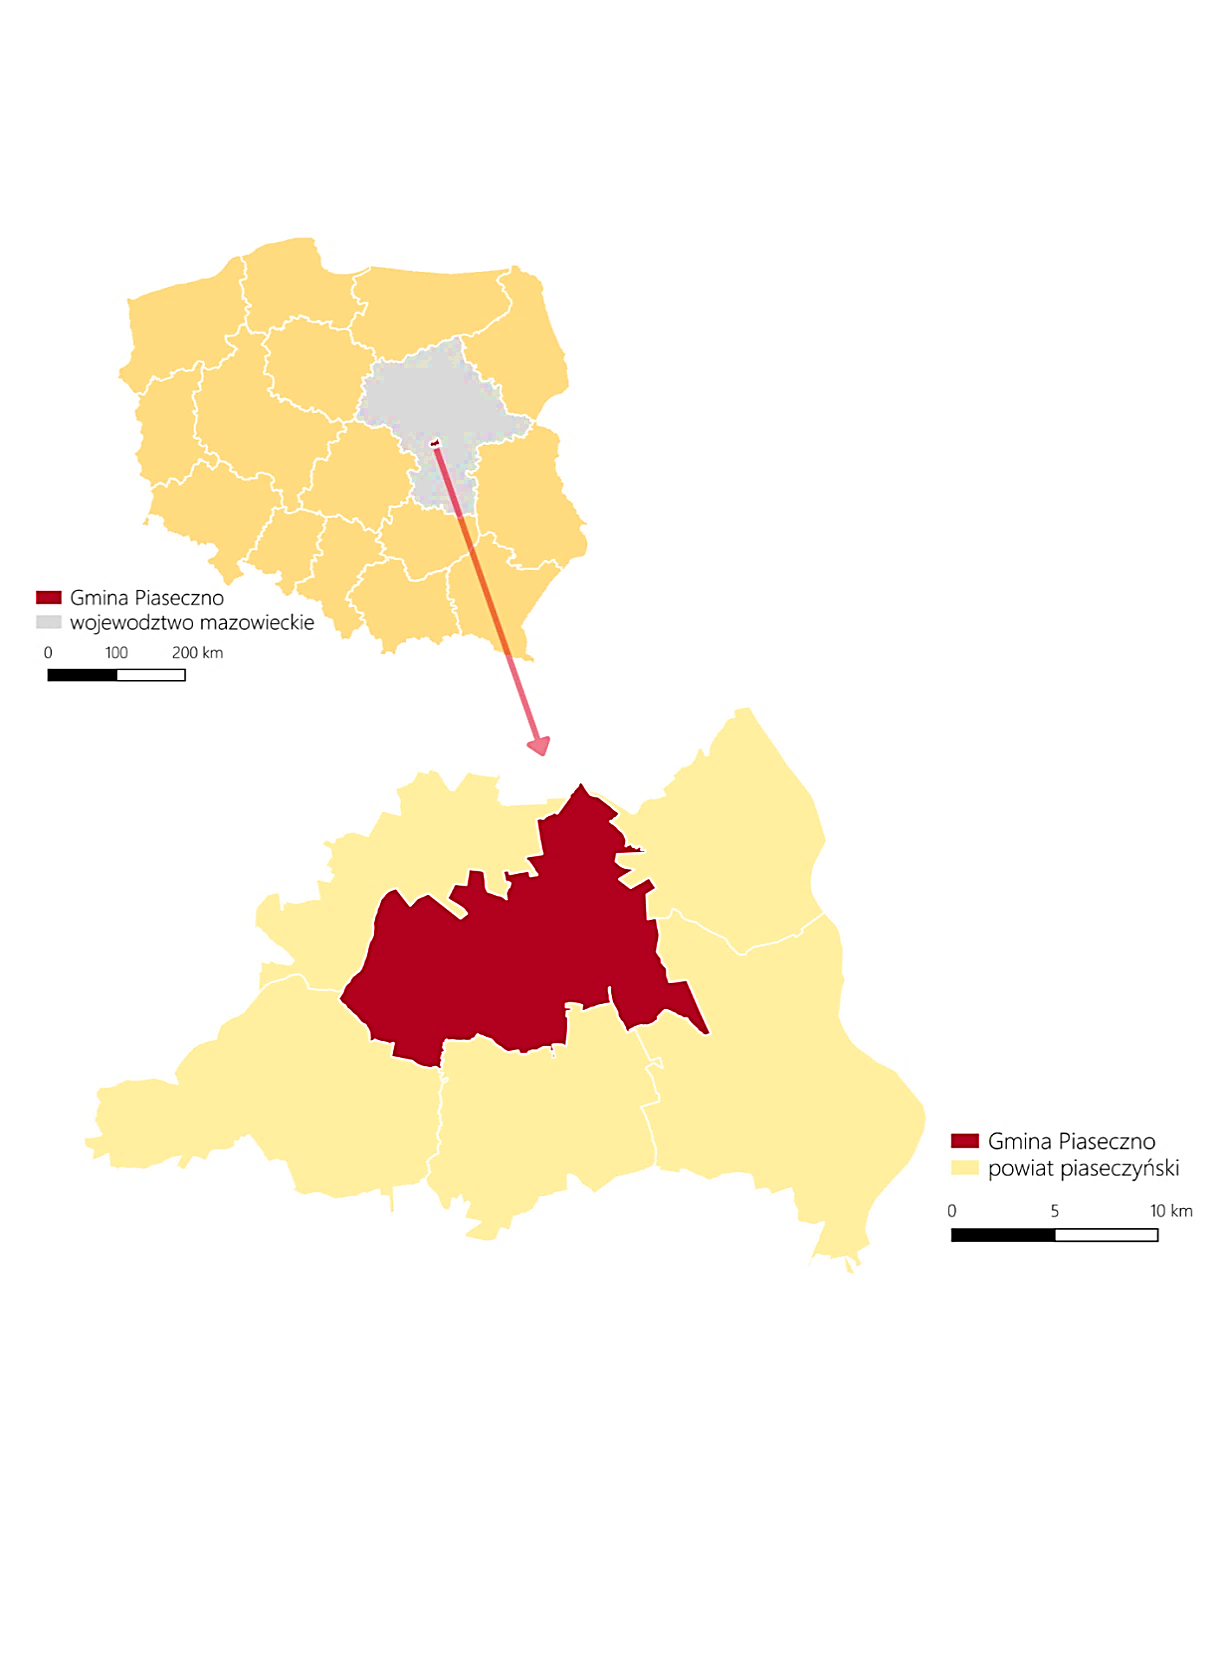 Gmina Piaseczno
wojewodztwo mazowieckie
0 100 200 km
Gmina Piaseczno
powiat piaseczyński
0 5 10 km